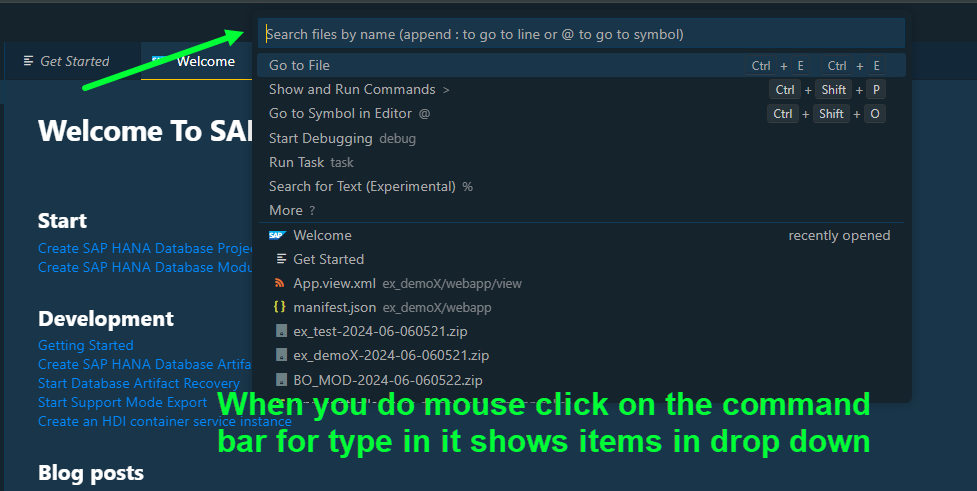 Search files by name (append : to go to line or @ to go to symbol)
Get Started
SAP Welcome
Go to File Ctrl + E Ctrl + E
Show and Run Commands > Ctrl + Shift + P
Go to Symbol in Editor @ Ctrl + Shift + O
Start Debugging debug
Run Task task
Search for Text (Experimental) %
More ?
SAP Welcome recently opened
Get Started
App.view.xml ex_demoX/webapp/view
{ } manifest.json ex_demoX/webapp
ex_test-2024-06-060521.zip
ex_demoX-2024-06-060521.zip
BO_MOD-2024-06-060522.zip
Welcome To SAP
Start
Create SAP HANA Database Projec
Create SAP HANA Database Modu
Development
Getting Started
Create SAP HANA Database Artifa
Start Database Artifact Recovery
Start Support Mode Export
Create an HDI container service instance
Blog posts
When you do mouse click on the command
bar for type in it shows items in drop down